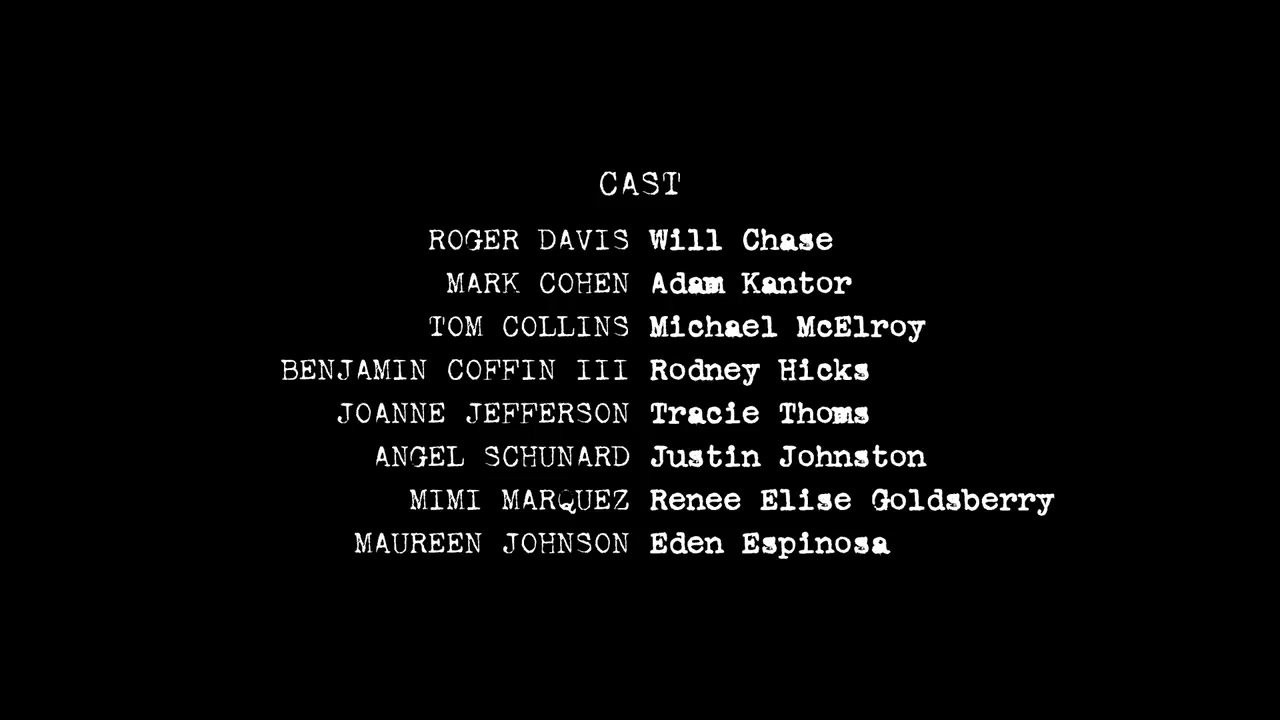 CAST
ROGER DAVIS Will Chase
MARK COHEN Adam Kantor
TOM COLLINS Michael McElroy
BENJAMIN COFFIN III Rodney Hicks
JOANNE JEFFERSON Tracie Thoms
ANGEL SCHUNARD Justin Johnston
MIMI MARQUEZ Renee Elise Goldsberry
MAUREEN JOHNSON Eden Espinosa